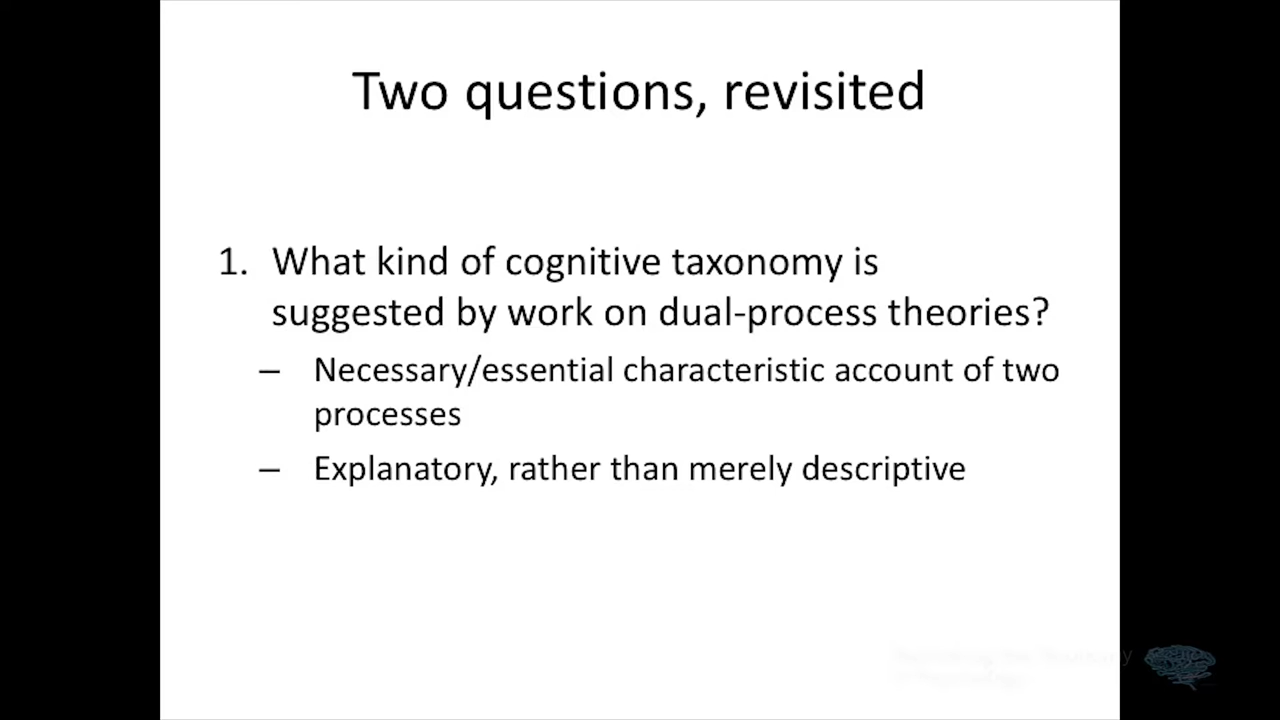 Two questions, revisited
1. What kind of cognitive taxonomy is
suggested by work on dual-process theories?
– Necessary/essential characteristic account of two
processes
– Explanatory, rather than merely descriptive